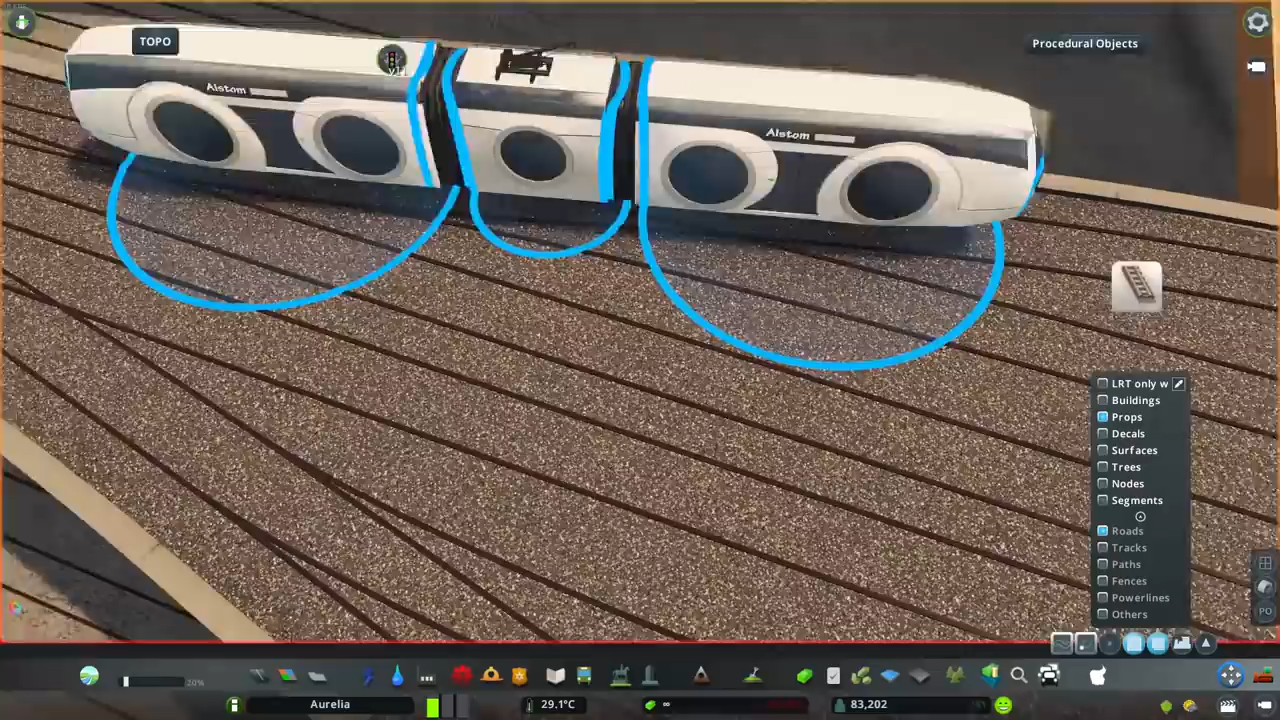 TOPO
Procedural Objects
Alstom
Alstom
LRT only w
Buildings
Props
Decals
Surfaces
Trees
Nodes
Segments
Roads
Tracks
Paths
Fences
Powerlines
Others
PO
20%
Aurelia
29.1°C
∞
83,202